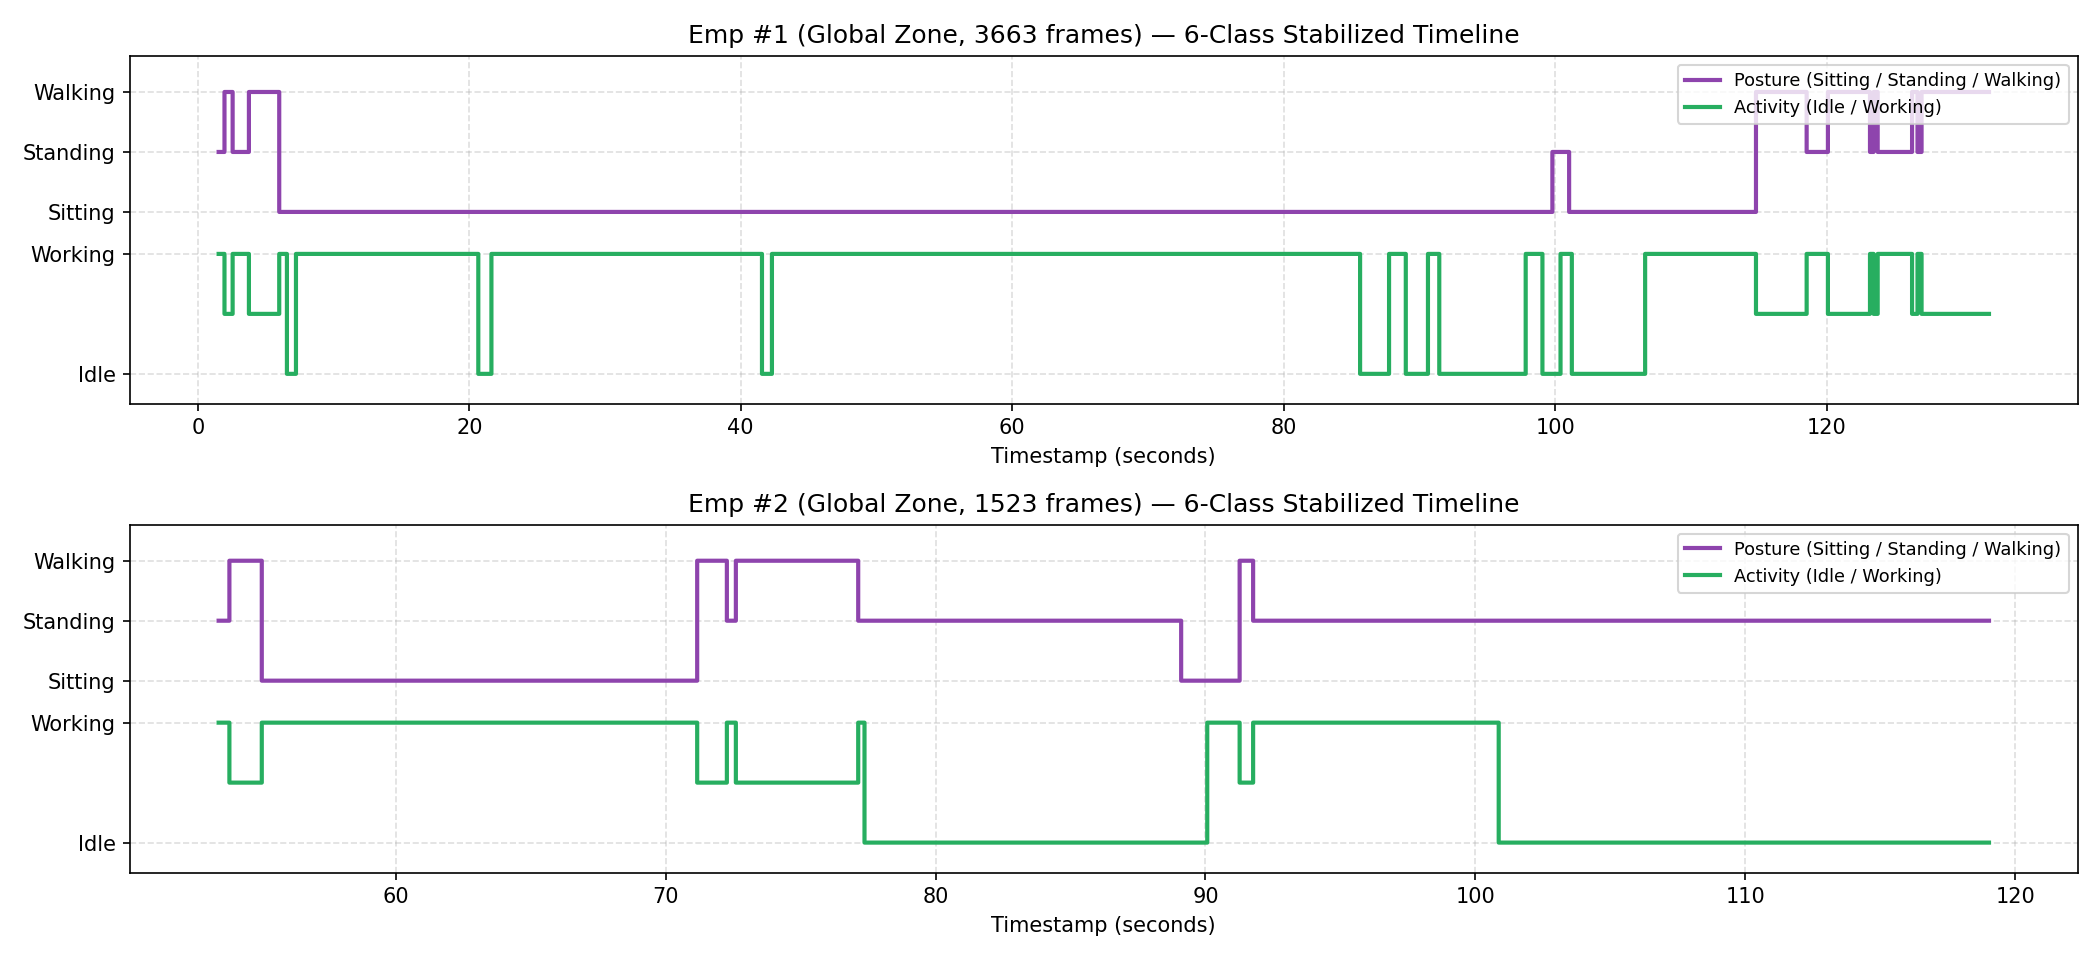 Emp #1 (Global Zone, 3663 frames) — 6-Class Stabilized Timeline
Walking
Standing
Sitting
Working
Idle
Posture (Sitting / Standing / Walking)
Activity (Idle / Working)
0 20 40 60 80 100 120
Timestamp (seconds)
Emp #2 (Global Zone, 1523 frames) — 6-Class Stabilized Timeline
Walking
Standing
Sitting
Working
Idle
Posture (Sitting / Standing / Walking)
Activity (Idle / Working)
60 70 80 90 100 110 120
Timestamp (seconds)